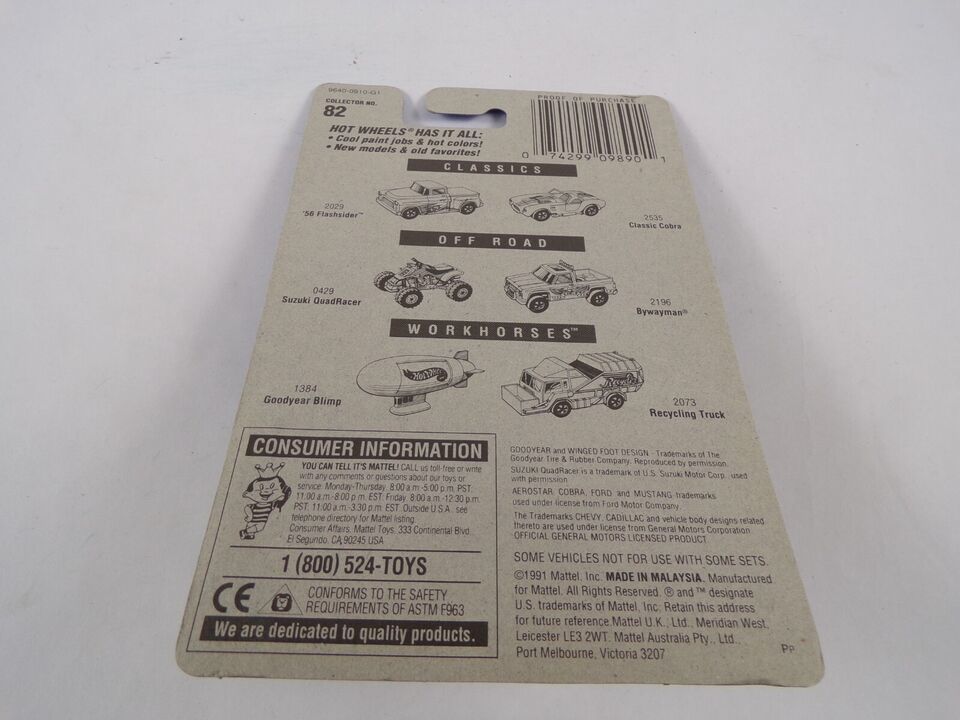 9640-0910-G1
COLLECTOR NO.
82
PROOF OF PURCHASE
HOT WHEELS® HAS IT ALL:
• Cool paint jobs & hot colors!
• New models & old favorites!
0 74299 09890 1
CLASSICS
2029
'56 Flashsider™
2535
Classic Cobra
OFF ROAD
0429
Suzuki QuadRacer
2196
Bywayman®
WORKHORSES™
1384
Goodyear Blimp
2073
Recycling Truck
CONSUMER INFORMATION
YOU CAN TELL IT'S MATTEL! CALL us toll-free or write
with any comments or questions about our toys or
service. Monday-Thursday. 8:00 a.m.-5:00 p.m. PST:
11:00 a.m.-8:00 p.m. EST: Friday. 8:00 a.m.-12:30 p.m.
PST: 11:00 a.m.-3:30 p.m. EST. Outside U.S.A., see
telephone directory for Mattel listing.
Consumer Affairs, Mattel Toys, 333 Continental Blvd.
El Segundo, CA 90245 USA
1 (800) 524-TOYS
CE
CONFORMS TO THE SAFETY
REQUIREMENTS OF ASTM F963
We are dedicated to quality products.
GOODYEAR and WINGED FOOT DESIGN - Trademarks of The
Goodyear Tire & Rubber Company. Reproduced by permission.
SUZUKI QuadRacer is a trademark of U.S. Suzuki Motor Corp., used
with permission
AEROSTAR, COBRA, FORD and MUSTANG trademarks
used under license from Ford Motor Company.
The Trademarks CHEVY, CADILLAC and vehicle body designs related
thereto are used under license from General Motors Corporation.
OFFICIAL GENERAL MOTORS LICENSED PRODUCT
SOME VEHICLES NOT FOR USE WITH SOME SETS.
©1991 Mattel, Inc. MADE IN MALAYSIA. Manufactured
for Mattel. All Rights Reserved. ® and ™ designate
U.S. trademarks of Mattel, Inc. Retain this address
for future reference. Mattel U.K., Ltd., Meridian West,
Leicester LE3 2WT. Mattel Australia Pty., Ltd.,
Port Melbourne, Victoria 3207
PP